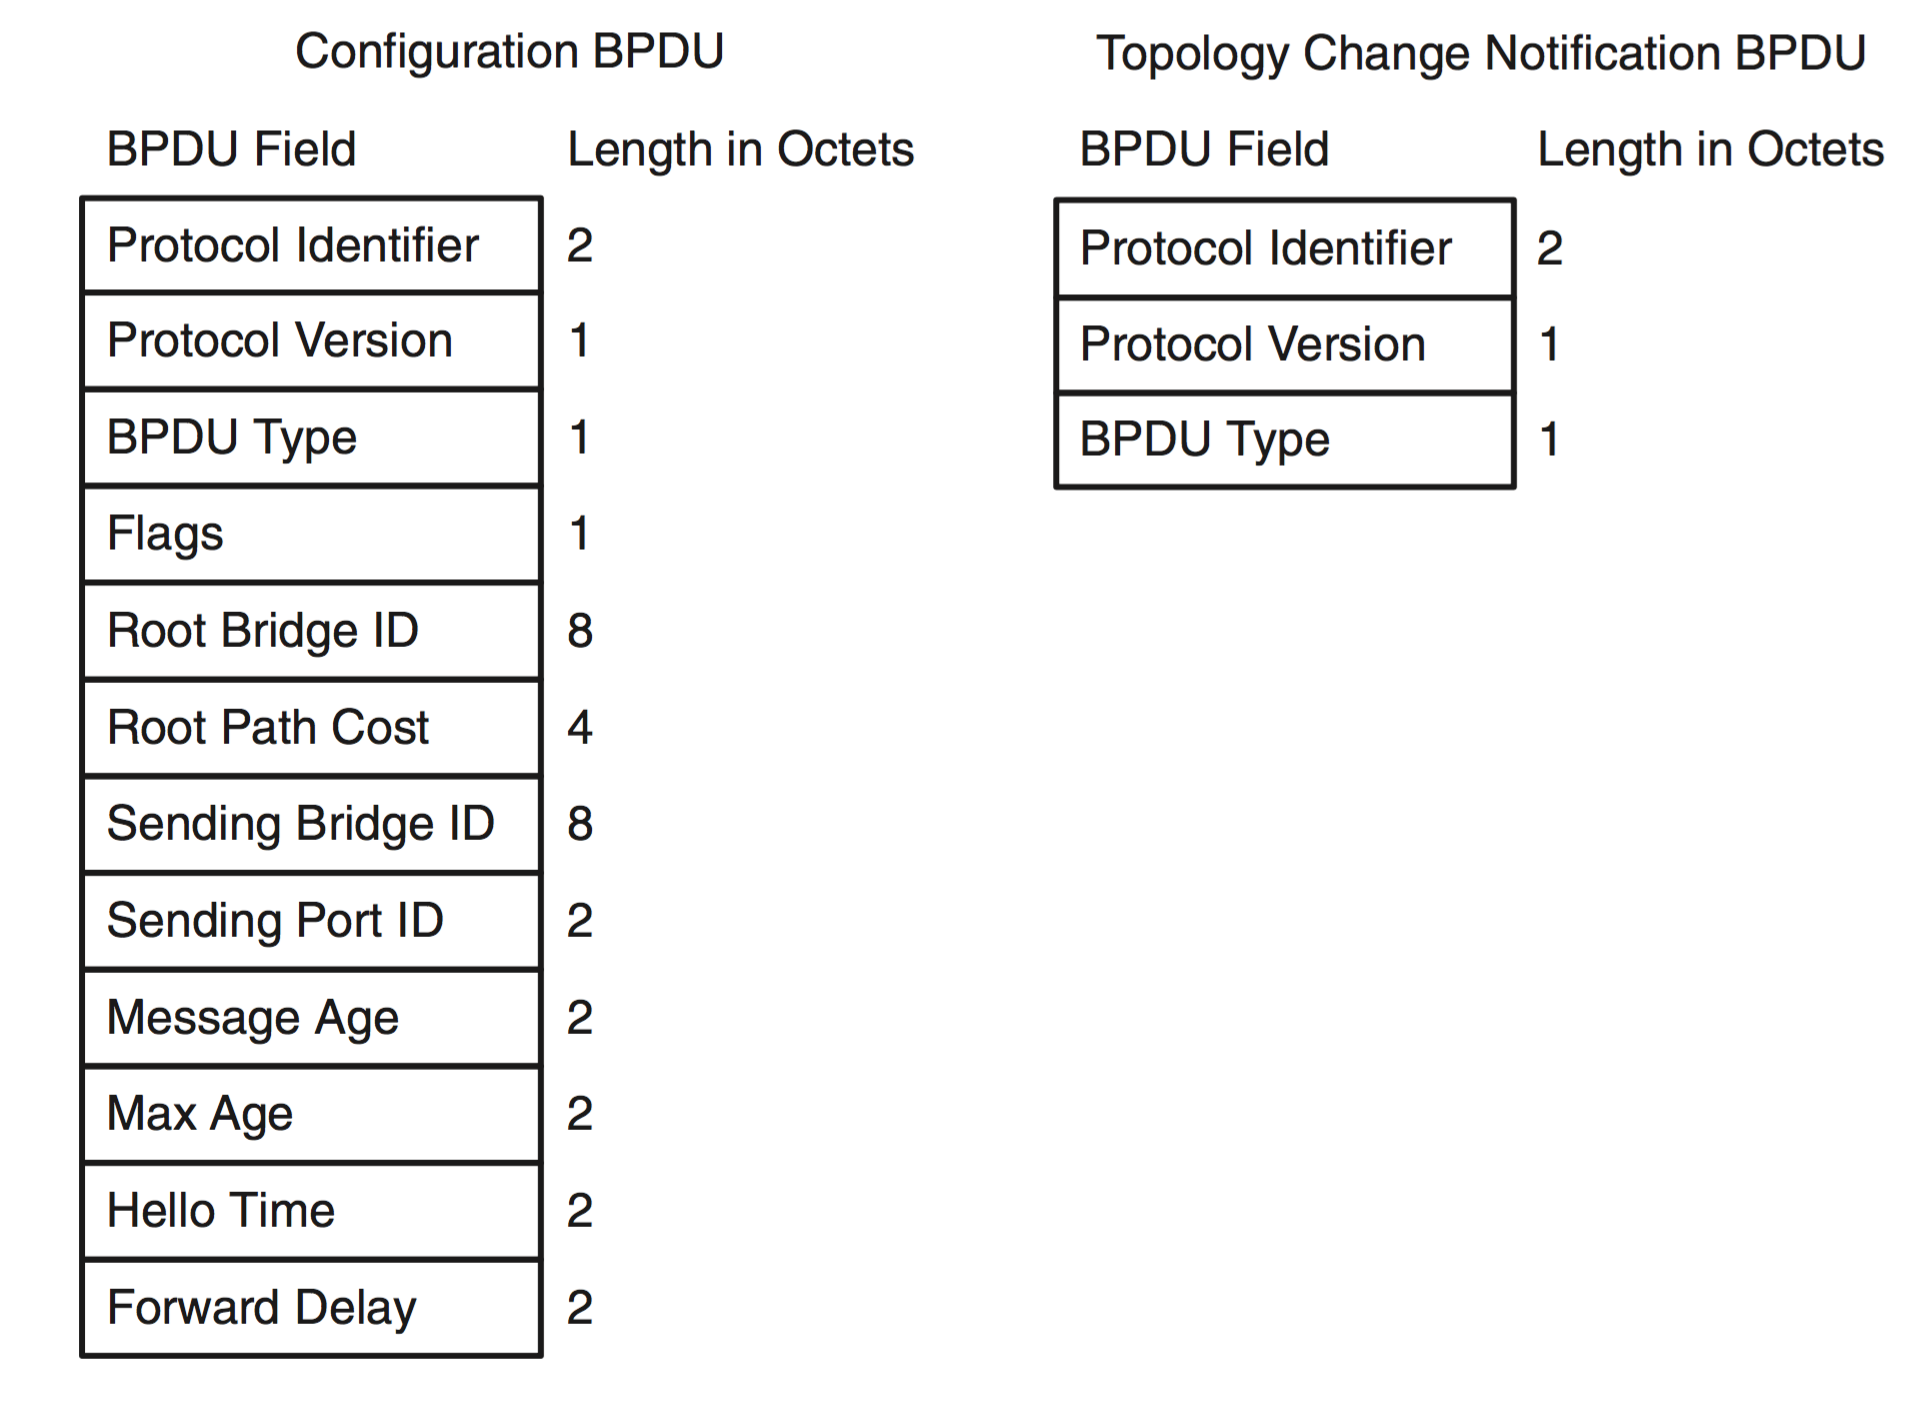 Configuration BPDU
BPDU Field Length in Octets
Protocol Identifier 2
Protocol Version 1
BPDU Type 1
Flags 1
Root Bridge ID 8
Root Path Cost 4
Sending Bridge ID 8
Sending Port ID 2
Message Age 2
Max Age 2
Hello Time 2
Forward Delay 2
Topology Change Notification BPDU
BPDU Field Length in Octets
Protocol Identifier 2
Protocol Version 1
BPDU Type 1